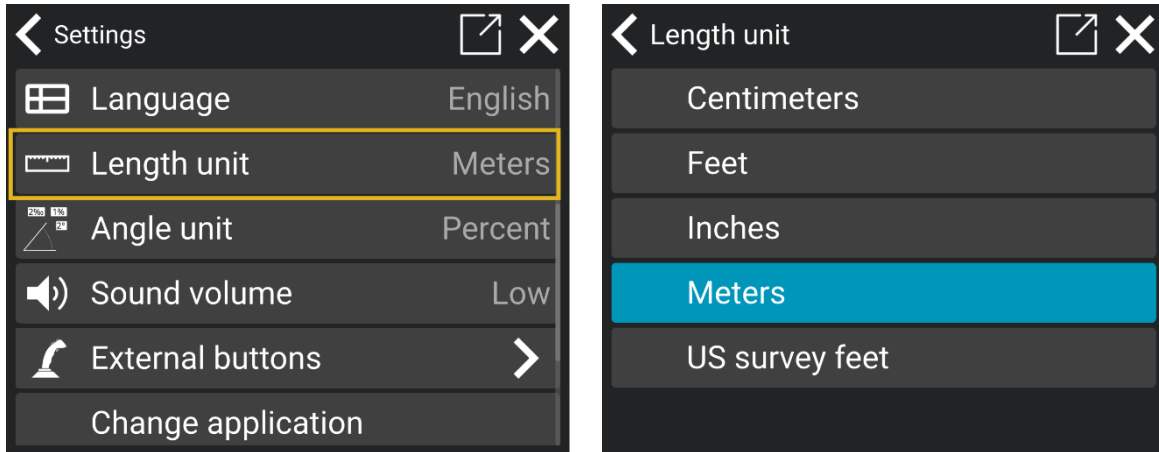 Settings
Language English
Length unit Meters
2‰ 1%
2°
Angle unit Percent
Sound volume Low
External buttons
Change application
Length unit
Centimeters
Feet
Inches
Meters
US survey feet